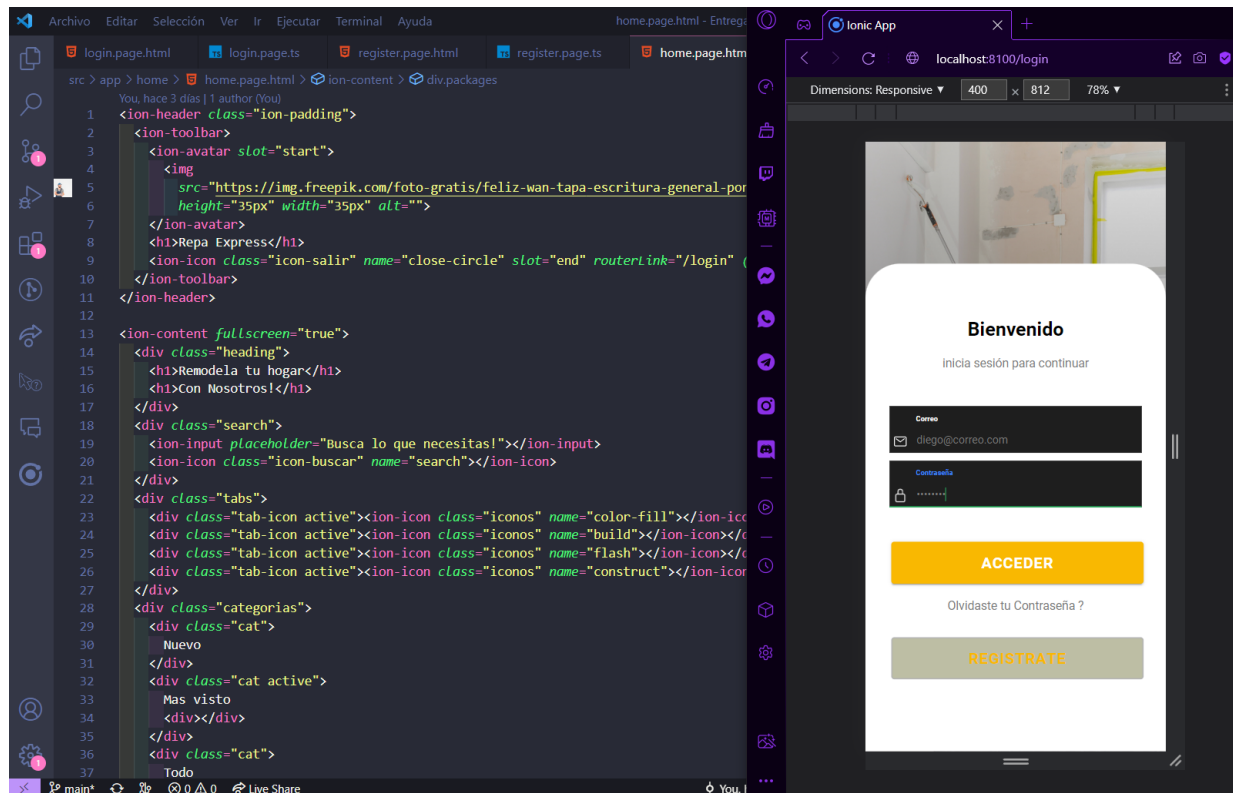 Archivo Editar Selección Ver Ir Ejecutar Terminal Ayuda
home.page.html - Entrega
login.page.html login.page.ts register.page.html register.page.ts home.page.htm
src > app > home > home.page.html > ion-content > div.packages
You, hace 3 días | 1 author (You)
1 <ion-header class="ion-padding">
2 <ion-toolbar>
3 <ion-avatar slot="start">
4 <img
5 src="https://img.freepik.com/foto-gratis/feliz-wan-tapa-escritura-general-por
6 height="35px" width="35px" alt="">
7 </ion-avatar>
8 <h1>Repa Express</h1>
9 <ion-icon class="icon-salir" name="close-circle" slot="end" routerLink="/login" (
10 </ion-toolbar>
11 </ion-header>
12
13 <ion-content fullscreen="true">
14 <div class="heading">
15 <h1>Remodela tu hogar</h1>
16 <h1>Con Nosotros!</h1>
17 </div>
18 <div class="search">
19 <ion-input placeholder="Busca lo que necesitas!"></ion-input>
20 <ion-icon class="icon-buscar" name="search"></ion-icon>
21 </div>
22 <div class="tabs">
23 <div class="tab-icon active"><ion-icon class="iconos" name="color-fill"></ion-ico
24 <div class="tab-icon active"><ion-icon class="iconos" name="build"></ion-icon></d
25 <div class="tab-icon active"><ion-icon class="iconos" name="flash"></ion-icon></d
26 <div class="tab-icon active"><ion-icon class="iconos" name="construct"></ion-icon
27 </div>
28 <div class="categorias">
29 <div class="cat">
30 Nuevo
31 </div>
32 <div class="cat active">
33 Mas visto
34 <div></div>
35 </div>
36 <div class="cat">
37 Todo
1
1
1
main* 0 0 Live Share
You, h
Ionic App
localhost:8100/login
Dimensions: Responsive 400 x 812 78%
Bienvenido
inicia sesión para continuar
Correo
diego@correo.com
Contraseña
ACCEDER
Olvidaste tu Contraseña ?
REGISTRATE